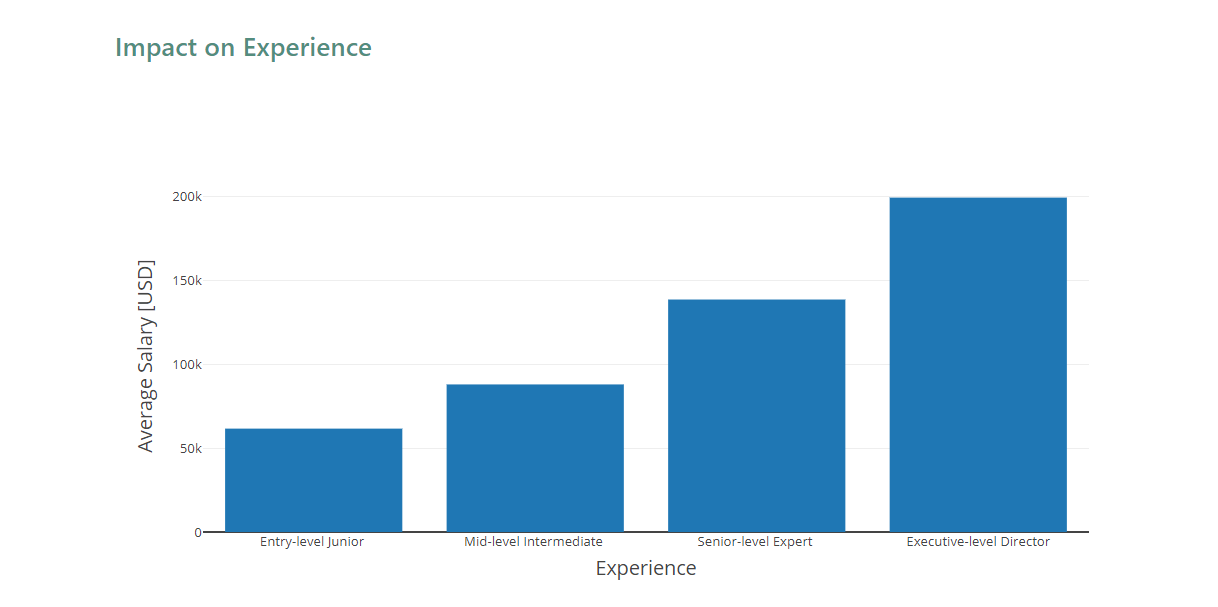 Impact on Experience
200k
150k
100k
50k
0
Average Salary [USD]
Entry-level Junior
Mid-level Intermediate
Senior-level Expert
Executive-level Director
Experience